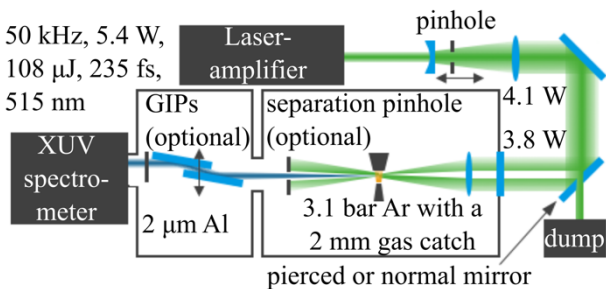 50 kHz, 5.4 W,
108 μJ, 235 fs,
515 nm
Laser-
amplifier
pinhole
4.1 W
3.8 W
GIPs
(optional)
separation pinhole
(optional)
XUV
spectro-
meter
2 μm Al
3.1 bar Ar with a
2 mm gas catch
dump
pierced or normal mirror